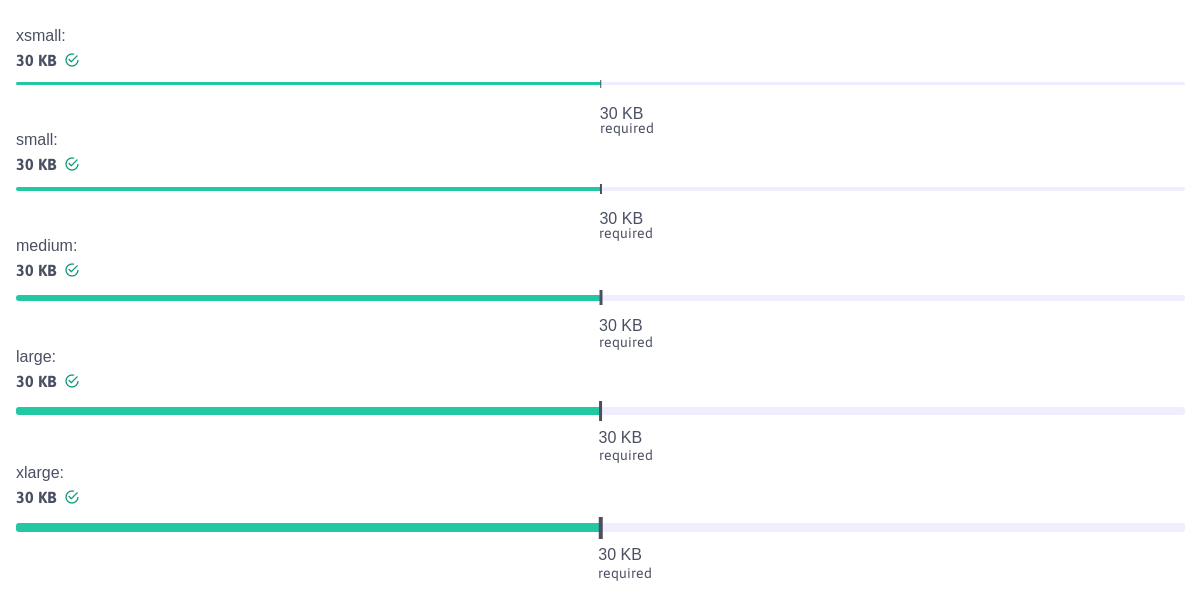 xsmall:
30 KB
30 KB
required
small:
30 KB
30 KB
required
medium:
30 KB
30 KB
required
large:
30 KB
30 KB
required
xlarge:
30 KB
30 KB
required